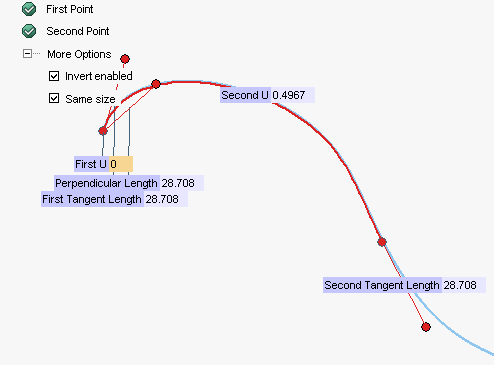 First Point
Second Point
More Options
Invert enabled
Same size
Second U 0.4967
First U 0
Perpendicular Length 28.708
First Tangent Length 28.708
Second Tangent Length 28.708